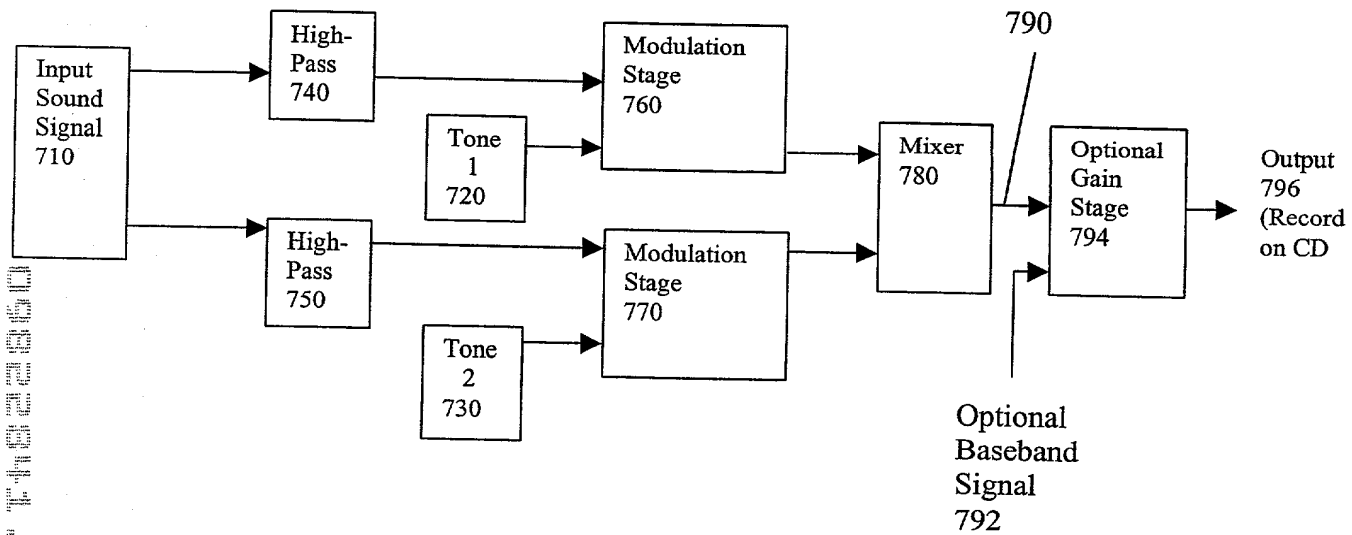 Input
Sound
Signal
710
High-
Pass
740
Tone
1
720
Modulation
Stage
760
High-
Pass
750
Tone
2
730
Modulation
Stage
770
Mixer
780
790
Optional
Gain
Stage
794
Output
796
(Record
on CD
Optional
Baseband
Signal
792